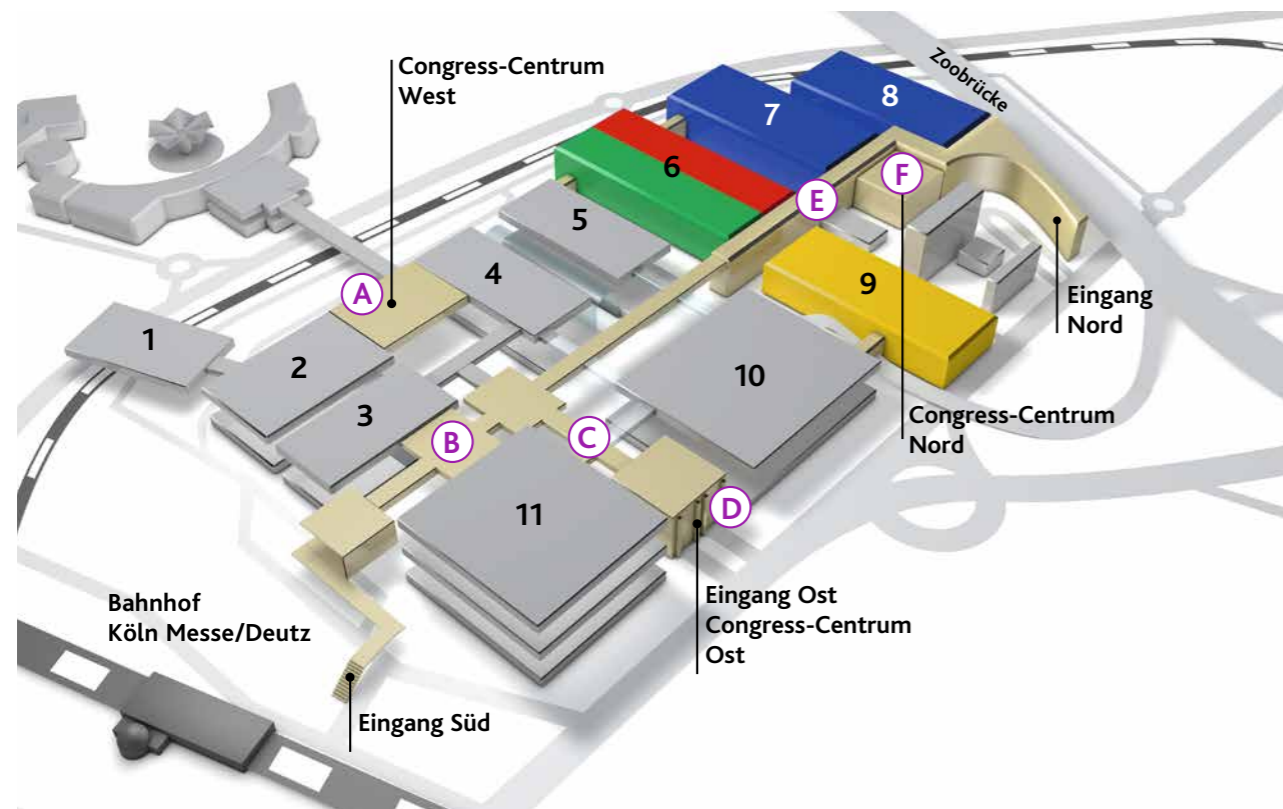 Congress-Centrum
West
Zoobrücke
8
7
6
F
E
5
4
9
A
Eingang
Nord
1
2
10
3
Congress-Centrum
Nord
B
C
11
D
Eingang Ost
Congress-Centrum
Ost
Bahnhof
Köln Messe/Deutz
Eingang Süd